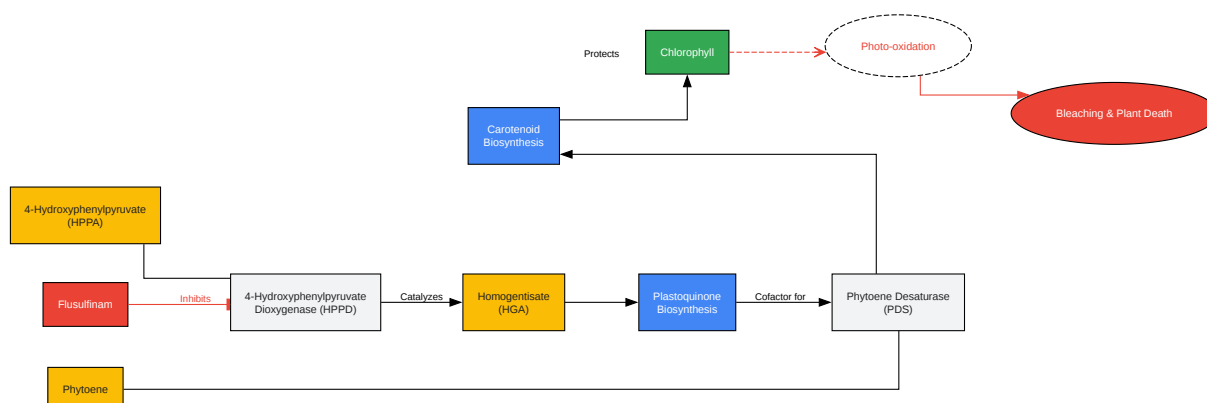 Protects
Chlorophyll
Photo-oxidation
Bleaching & Plant Death
Carotenoid
Biosynthesis
4-Hydroxyphenylpyruvate
(HPPA)
Flusulfinam
Inhibits
4-Hydroxyphenylpyruvate
Dioxygenase (HPPD)
Catalyzes
Homogentisate
(HGA)
Plastoquinone
Biosynthesis
Cofactor for
Phytoene Desaturase
(PDS)
Phytoene